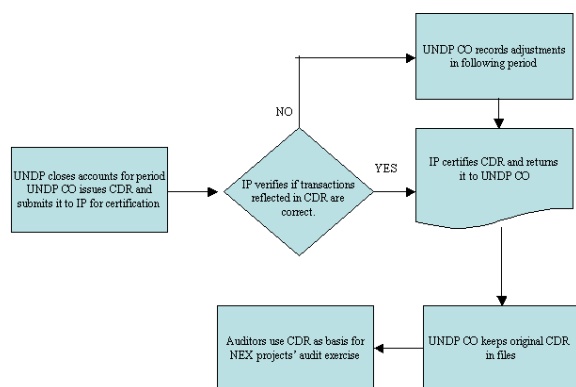 UNDP CO records adjustments
in following period
NO
UNDP closes accounts for period
UNDP CO issues CDR and
submits it to IP for certification
IP verifies if transactions
reflected in CDR are
correct.
YES
IP certifies CDR and returns
it to UNDP CO
Auditors use CDR as basis for
NEX projects’ audit exercise
UNDP CO keeps original CDR
in files